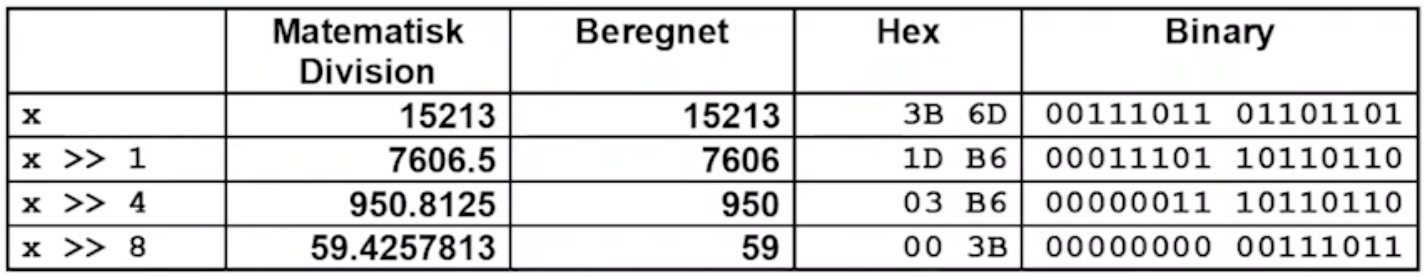 Matematisk Division Beregnet Hex Binary
x 15213 15213 3B 6D 00111011 01101101
x >> 1 7606.5 7606 1D B6 00011101 10110110
x >> 4 950.8125 950 03 B6 00000011 10110110
x >> 8 59.4257813 59 00 3B 00000000 00111011